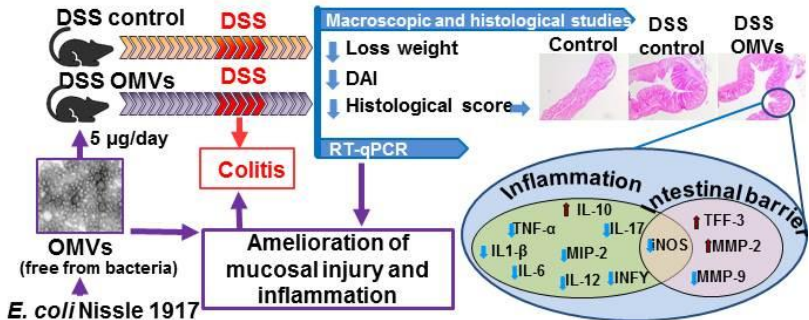 DSS control
DSS
DSS OMVs
DSS
5 µg/day
Colitis
OMVs
(free from bacteria)
E. coli Nissle 1917
Amelioration of
mucosal injury and
inflammation
Macroscopic and histological studies
Loss weight
DAI
Histological score
RT-qPCR
Control
DSS
control
DSS
OMVs
Inflammation
Intestinal barrier
IL-10
TNF-α
IL-17
IL1-β
MIP-2
IL-6
IL-12
INFY
iNOS
TFF-3
MMP-2
MMP-9